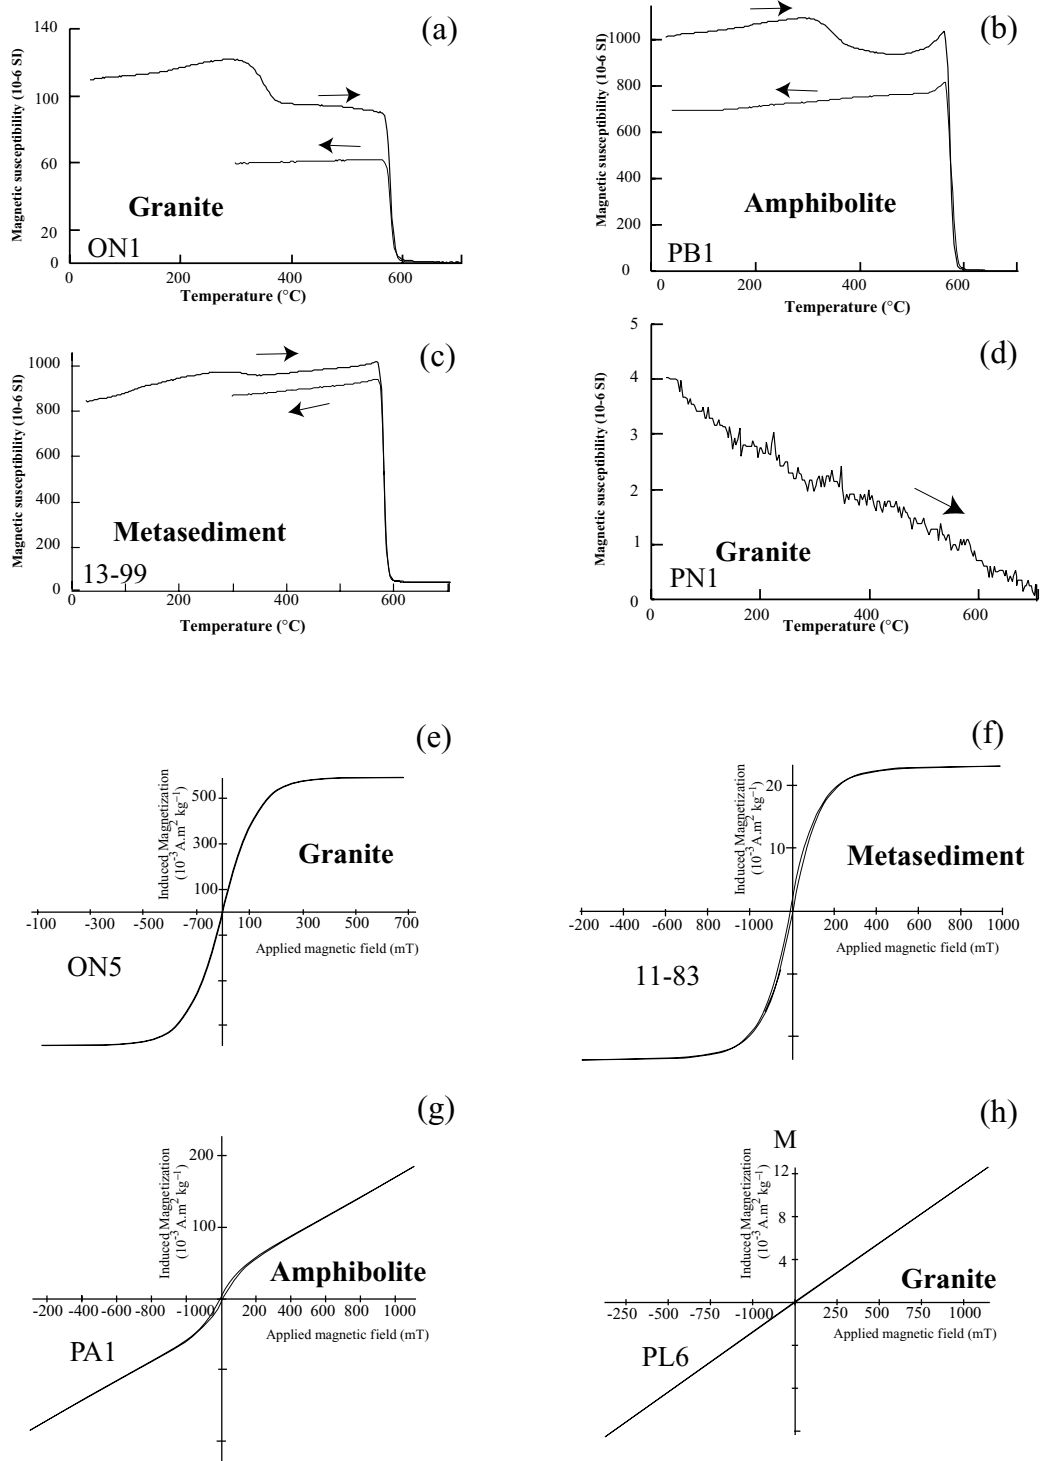 (a)
Magnetic susceptibility (10-6 SI)
140
100
60
20
0
Granite
ON1
0 200 400 600
Temperature (°C)
(b)
Magnetic susceptibility (10-6 SI)
1000
800
600
400
200
0
Amphibolite
PB1
200 400 600
Temperature (°C)
(c)
Magnetic susceptibility (10-6 SI)
1000
800
600
400
200
0
Metasediment
13-99
0 200 400 600
Temperature (°C)
(d)
Magnetic susceptibility (10-6 SI)
5
4
3
2
1
0
Granite
PN1
0 200 400 600
Temperature (°C)
(e)
Induced Magnetization
(10⁻³ A.m² kg⁻¹)
500
300
100
Granite
-100 -300 -500 -700 100 300 500 700
Applied magnetic field (mT)
ON5
(f)
Induced Magnetization
(10⁻³ A.m² kg⁻¹)
20
10
Metasediment
-200 -400 -600 800 -1000 200 400 600 800 1000
Applied magnetic field (mT)
11-83
(g)
Induced Magnetization
(10⁻³ A.m² kg⁻¹)
200
100
Amphibolite
-200 -400 -600 -800 -1000 200 400 600 800 1000
Applied magnetic field (mT)
PA1
(h)
M
Induced Magnetization
(10⁻³ A.m² kg⁻¹)
12
8
4
Granite
-250 -500 -750 -1000 250 500 750 1000
Applied magnetic field (mT)
PL6